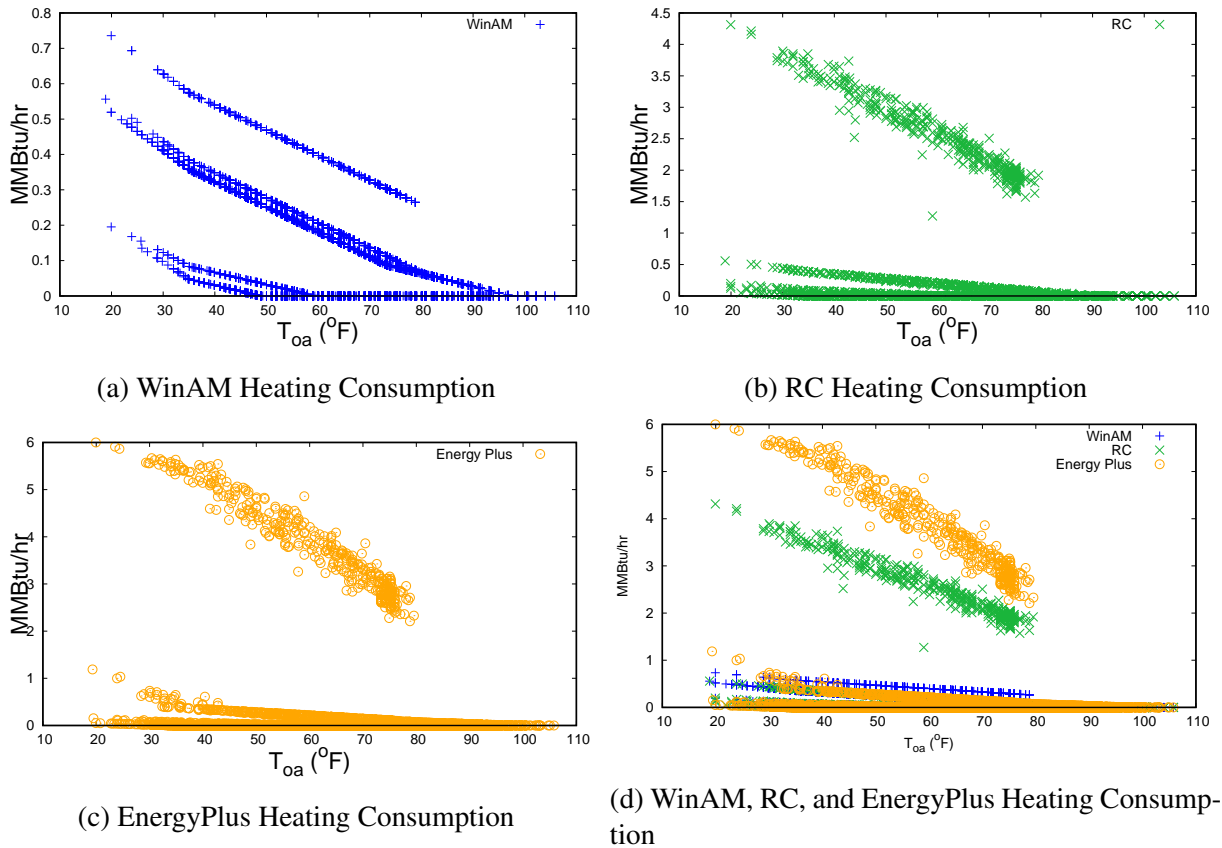 0.8
0.7
0.6
0.5
0.4
0.3
0.2
0.1
0
MMBtu/hr
WinAM
10 20 30 40 50 60 70 80 90 100 110
Toa (oF)
(a) WinAM Heating Consumption
4.5
4
3.5
3
2.5
2
1.5
1
0.5
0
MMBtu/hr
RC
10 20 30 40 50 60 70 80 90 100 110
Toa (oF)
(b) RC Heating Consumption
6
5
4
3
2
1
0
MMBtu/hr
Energy Plus
10 20 30 40 50 60 70 80 90 100 110
Toa (oF)
(c) EnergyPlus Heating Consumption
6
5
4
3
2
1
0
MMBtu/hr
WinAM
RC
Energy Plus
10 20 30 40 50 60 70 80 90 100 110
Toa (oF)
(d) WinAM, RC, and EnergyPlus Heating Consump-
tion